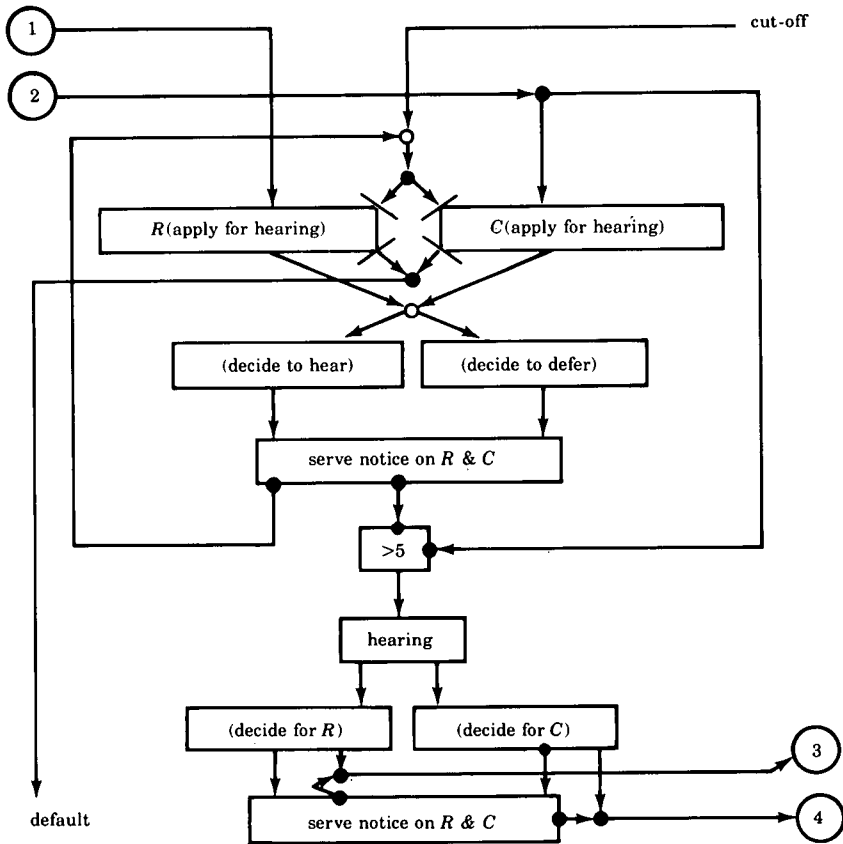 1
cut-off
2
R(apply for hearing)
C(apply for hearing)
(decide to hear)
(decide to defer)
serve notice on R & C
>5
hearing
(decide for R)
(decide for C)
3
default
serve notice on R & C
4